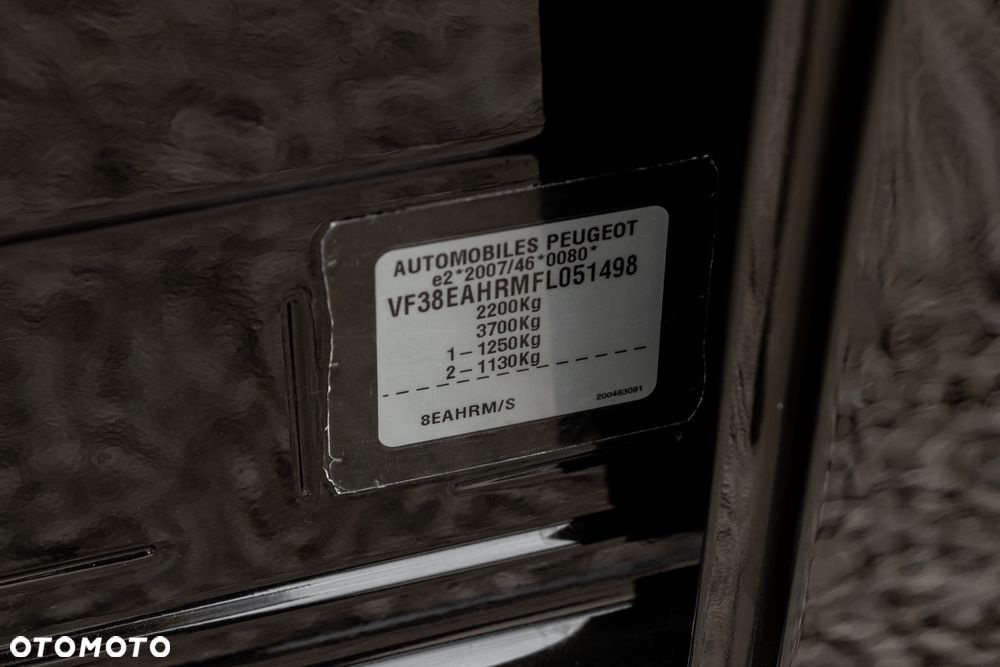 AUTOMOBILES PEUGEOT
e2*2007/46*0080*
VF38EAHRMFL051498
2200Kg
3700Kg
1-1250Kg
2-1130Kg
8EAHRM/S
200483091
OTOMOTO